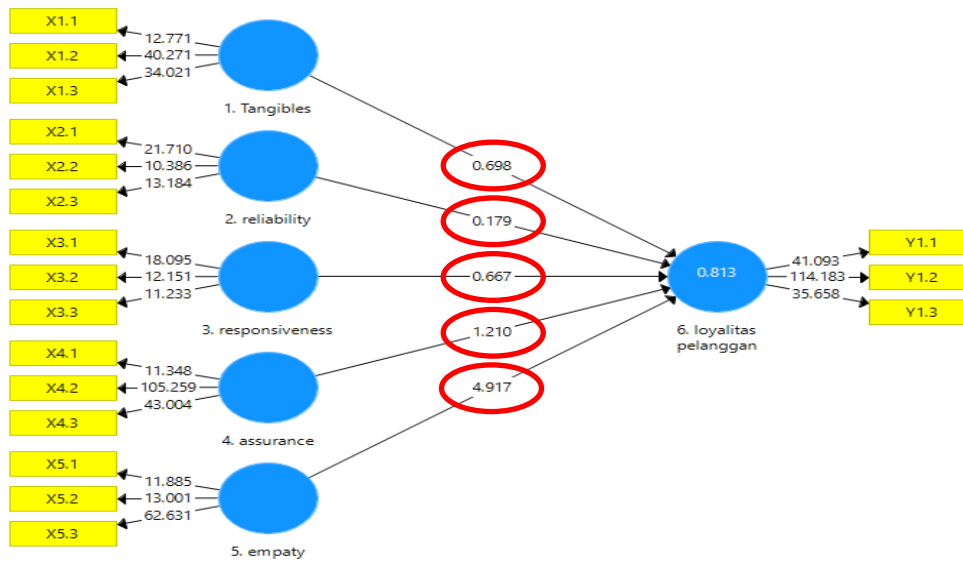 X1.1
12.771
X1.2
40.271
X1.3
34.021
1. Tangibles
X2.1
21.710
X2.2
10.386
X2.3
13.184
2. reliability
X3.1
18.095
X3.2
12.151
X3.3
11.233
3. responsiveness
X4.1
11.348
X4.2
105.259
X4.3
43.004
4. assurance
X5.1
11.885
X5.2
13.001
X5.3
62.631
5. empaty
0.698
0.179
0.667
1.210
4.917
0.813
6. loyalitas
pelanggan
41.093
Y1.1
114.183
Y1.2
35.658
Y1.3